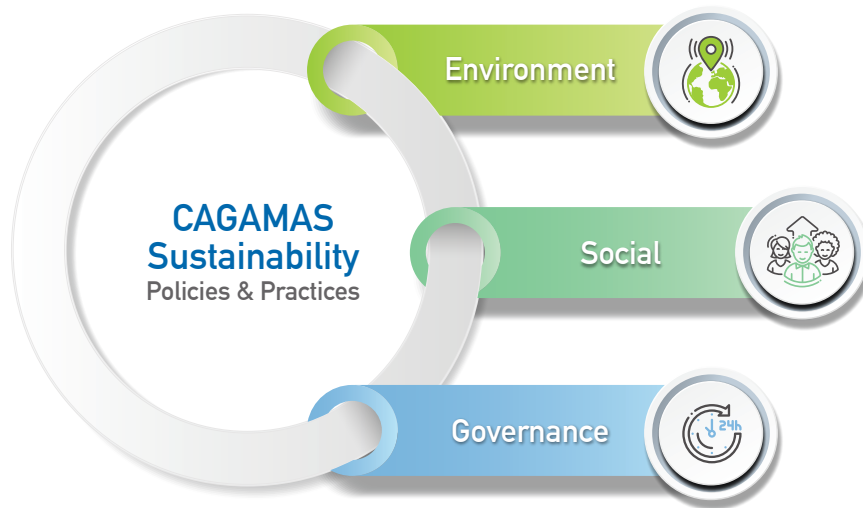 CAGAMAS
Sustainability
Policies & Practices
Environment
Social
Governance
24h